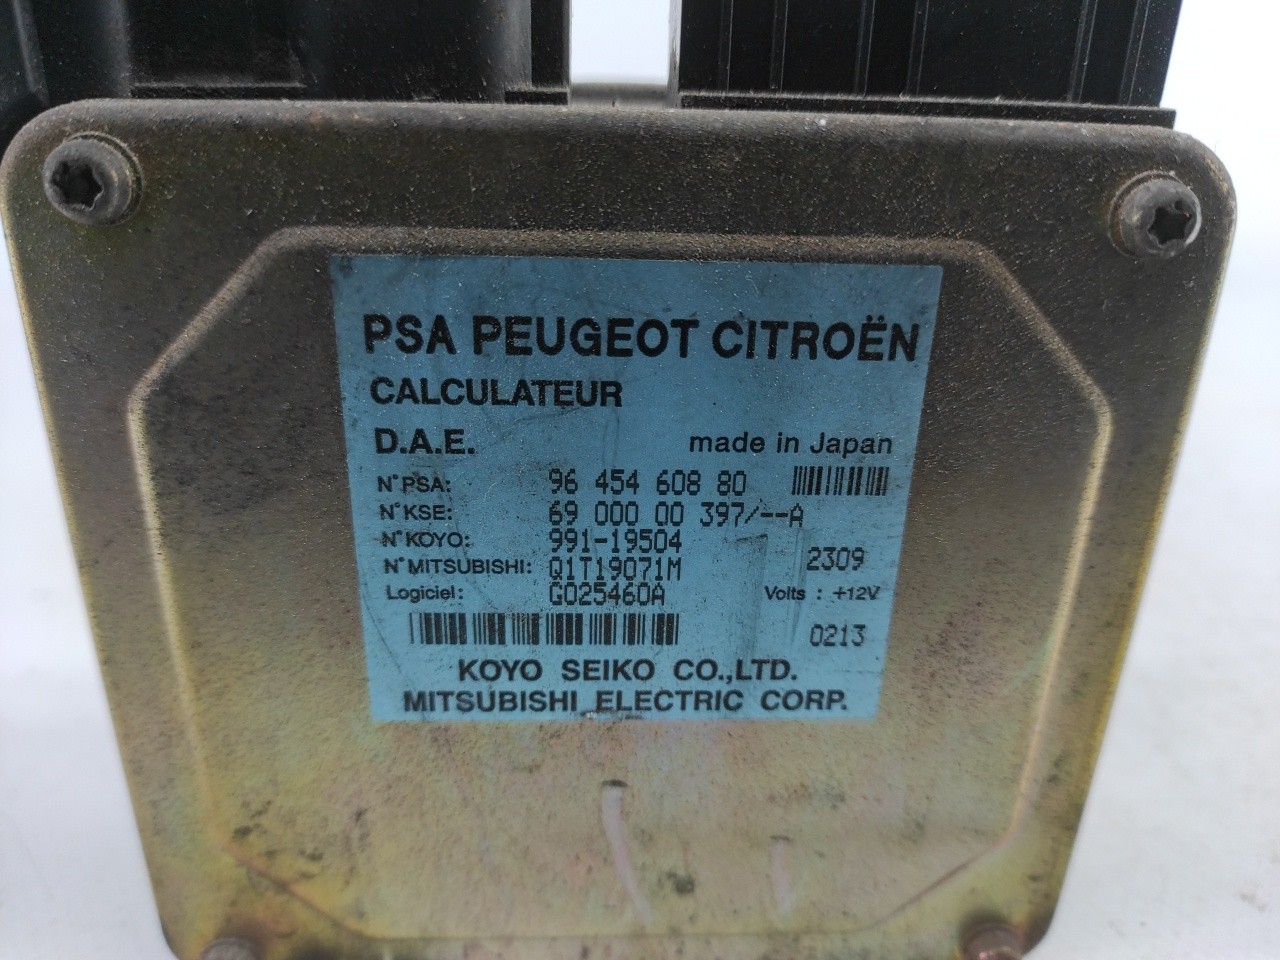 PSA PEUGEOT CITROËN
CALCULATEUR
D.A.E. made in Japan
N° PSA: 96 454 608 80
N° KSE: 69 000 00 397/--A
N° KOYO: 991-19504
N° MITSUBISHI: Q1T19071M 2309
Logiciel: G025460A Volts : +12V
0213
KOYO SEIKO CO.,LTD.
MITSUBISHI ELECTRIC CORP.